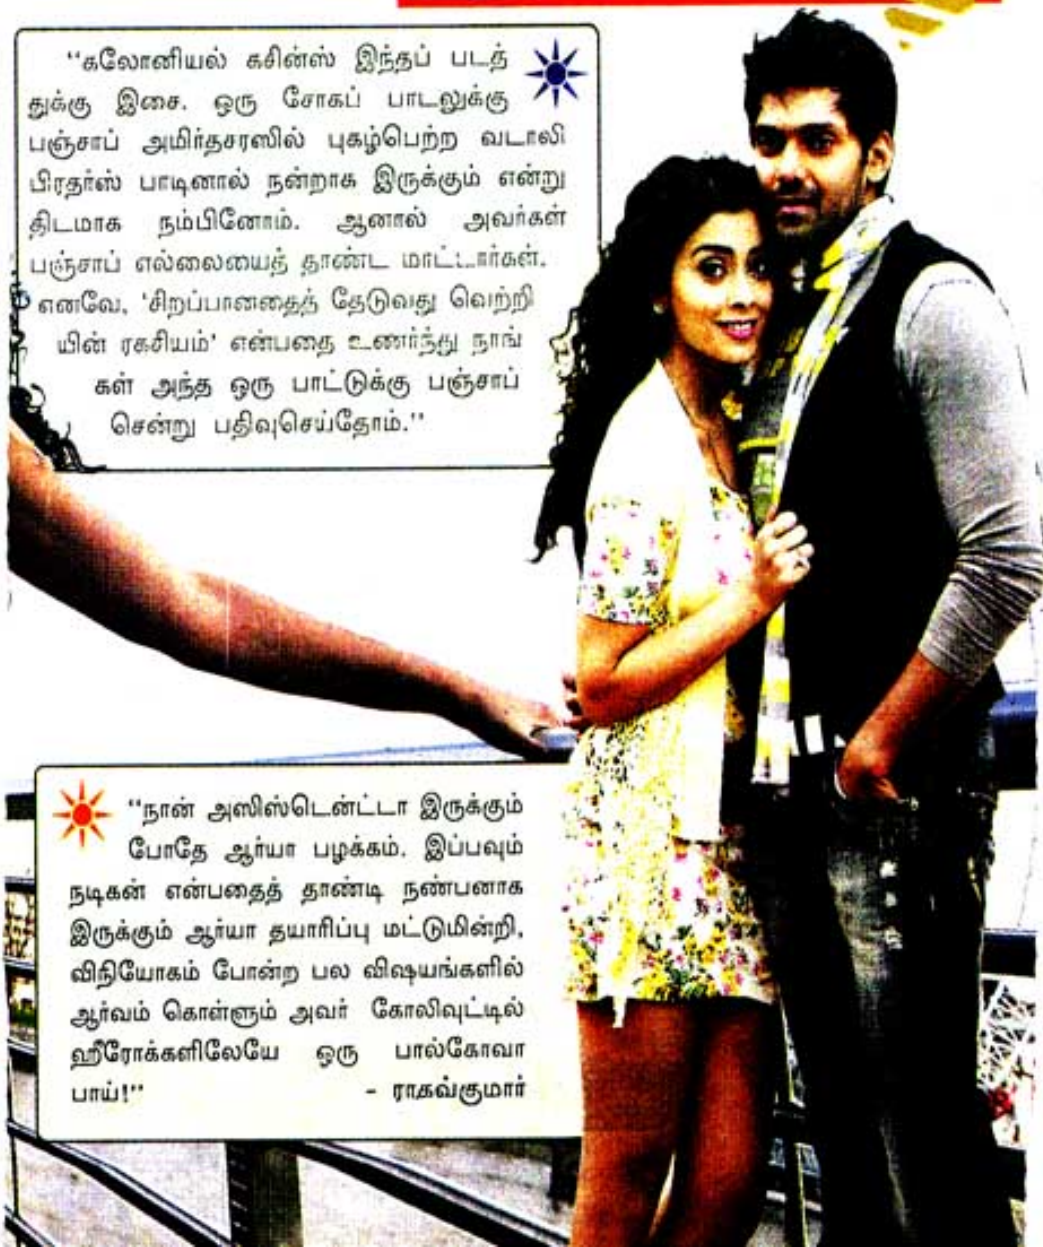 “கலோனியல் கசின்ஸ் இந்தப் படத்
துக்கு இசை. ஒரு சோகப் பாடலுக்கு
பஞ்சாப் அமிர்தசரஸில் புகழ்பெற்ற வடாலி
பிரதர்ஸ் பாடினால் நன்றாக இருக்கும் என்று
திடமாக நம்பினோம். ஆனால் அவர்கள்
பஞ்சாப் எல்லையைத் தாண்ட மாட்டார்கள்.
எனவே, ‘சிறப்பானதைத் தேடுவது வெற்றி
யின் ரகசியம்’ என்பதை உணர்ந்து நாங்
கள் அந்த ஒரு பாட்டுக்கு பஞ்சாப்
சென்று பதிவுசெய்தோம்.”
“நான் அஸிஸ்டென்ட்டா இருக்கும்
போதே ஆர்யா பழக்கம். இப்பவும்
நடிகன் என்பதைத் தாண்டி நண்பனாக
இருக்கும் ஆர்யா தயாரிப்பு மட்டுமின்றி,
விநியோகம் போன்ற பல விஷயங்களில்
ஆர்வம் கொள்ளும் அவர் கோலிவுட்டில்
ஹீரோக்களிலேயே ஒரு பால்கோவா
பாய்!” – ராகவ்குமார்